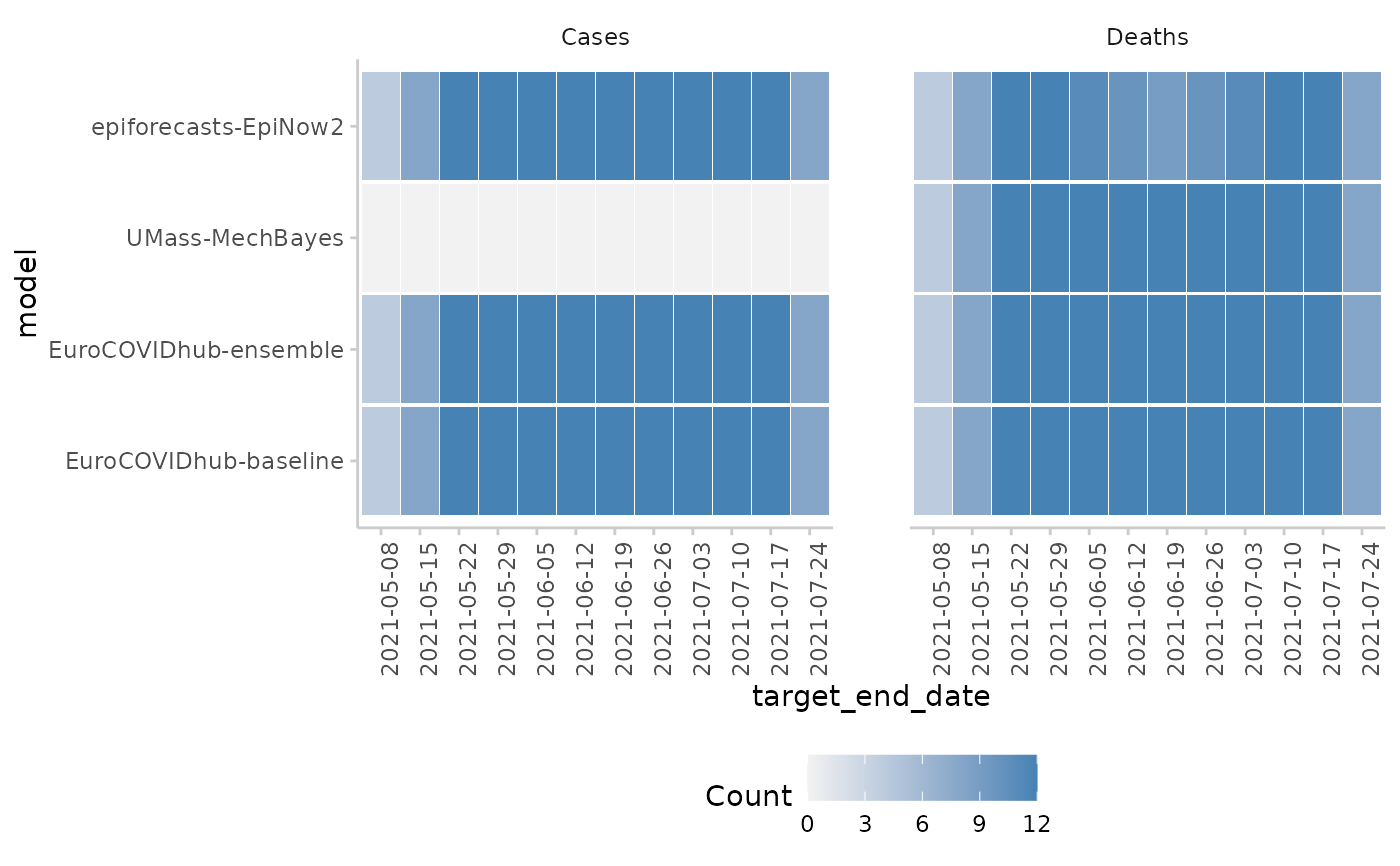 Cases
Deaths
model
epiforecasts-EpiNow2
UMass-MechBayes
EuroCOVIDhub-ensemble
EuroCOVIDhub-baseline
2021-05-08
2021-05-15
2021-05-22
2021-05-29
2021-06-05
2021-06-12
2021-06-19
2021-06-26
2021-07-03
2021-07-10
2021-07-17
2021-07-24
2021-05-08
2021-05-15
2021-05-22
2021-05-29
2021-06-05
2021-06-12
2021-06-19
2021-06-26
2021-07-03
2021-07-10
2021-07-17
2021-07-24
target_end_date
Count
0 3 6 9 12